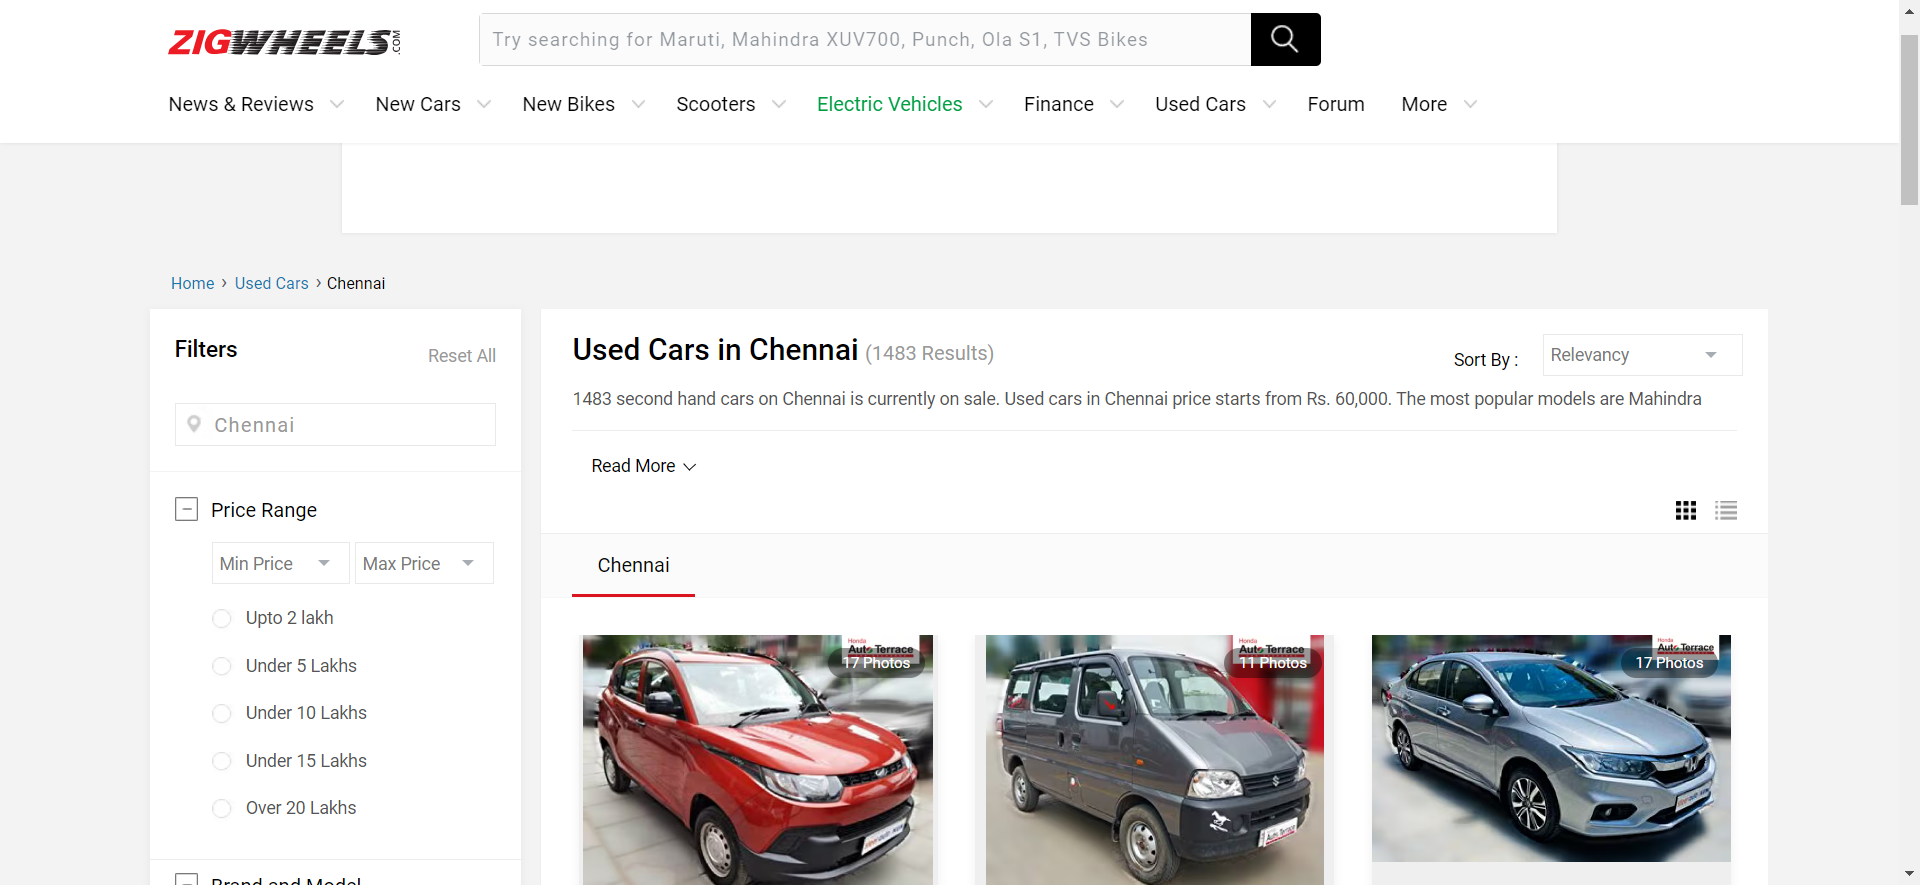 ZIGWHEELS.COM
Try searching for Maruti, Mahindra XUV700, Punch, Ola S1, TVS Bikes
News & Reviews New Cars New Bikes Scooters Electric Vehicles Finance Used Cars Forum More
Home › Used Cars › Chennai
Filters
Reset All
Chennai
Price Range
Min Price Max Price
Upto 2 lakh
Under 5 Lakhs
Under 10 Lakhs
Under 15 Lakhs
Over 20 Lakhs
Brand and Model
Used Cars in Chennai (1483 Results)
Sort By : Relevancy
1483 second hand cars on Chennai is currently on sale. Used cars in Chennai price starts from Rs. 60,000. The most popular models are Mahindra
Read More
Chennai
Honda
Auto Terrace
17 Photos
Honda
Auto Terrace
11 Photos
Auto Terrace
Honda
Auto Terrace
17 Photos